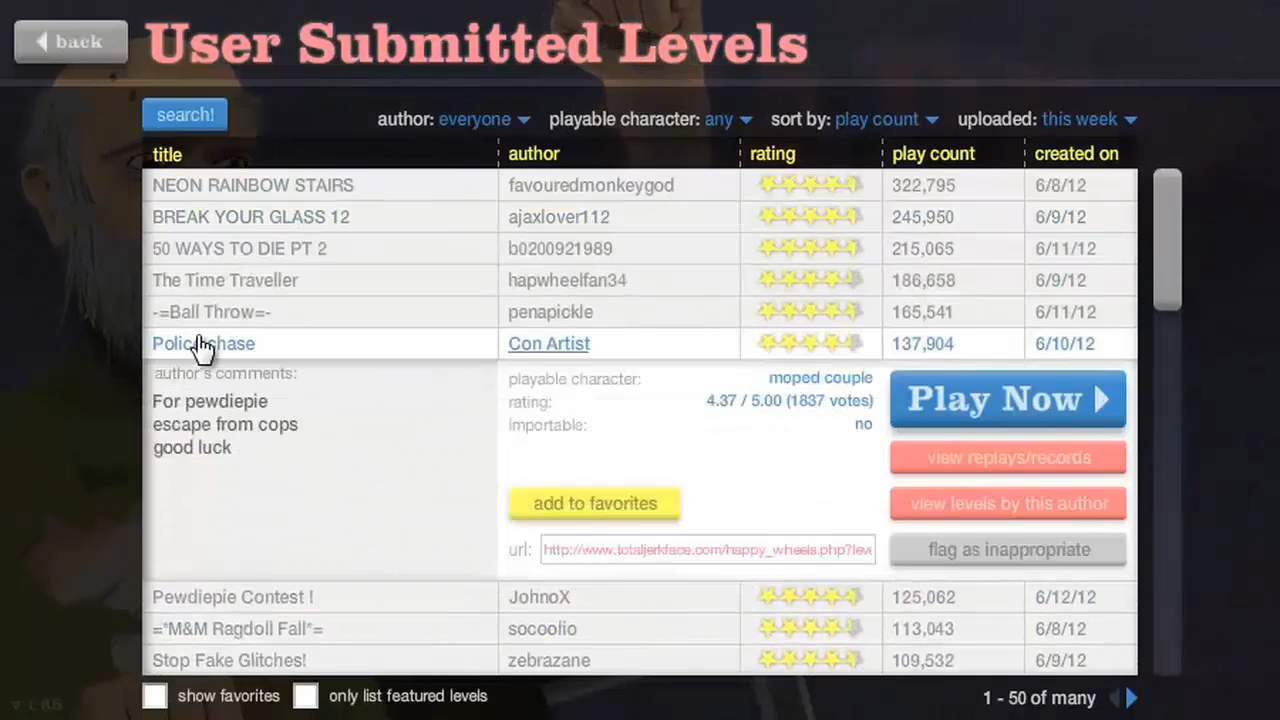 back
User Submitted Levels
search!
author: everyone playable character: any sort by: play count uploaded: this week
title author rating play count created on
NEON RAINBOW STAIRS favouredmonkeygod 322,795 6/8/12
BREAK YOUR GLASS 12 ajaxlover112 245,950 6/9/12
50 WAYS TO DIE PT 2 b0200921989 215,065 6/11/12
The Time Traveller hapwheelfan34 186,658 6/9/12
-=Ball Throw=- penapickle 165,541 6/11/12
Police chase Con Artist 137,904 6/10/12
author's comments:
For pewdiepie
escape from cops
good luck
playable character: moped couple
rating: 4.37 / 5.00 (1837 votes)
importable: no
add to favorites
url: http://www.totaljerkface.com/happy_wheels.php?lev
Play Now
view replays/records
view levels by this author
flag as inappropriate
Pewdiepie Contest ! JohnoX 125,062 6/12/12
=*M&M Ragdoll Fall*= socoolio 113,043 6/8/12
Stop Fake Glitches! zebrazane 109,532 6/9/12
show favorites only list featured levels 1 - 50 of many